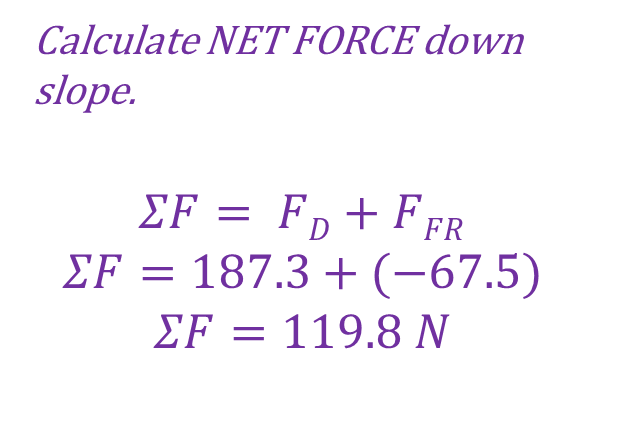 Calculate NET FORCE down
slope.
ΣF = F_D + F_FR
ΣF = 187.3 + (−67.5)
ΣF = 119.8 N